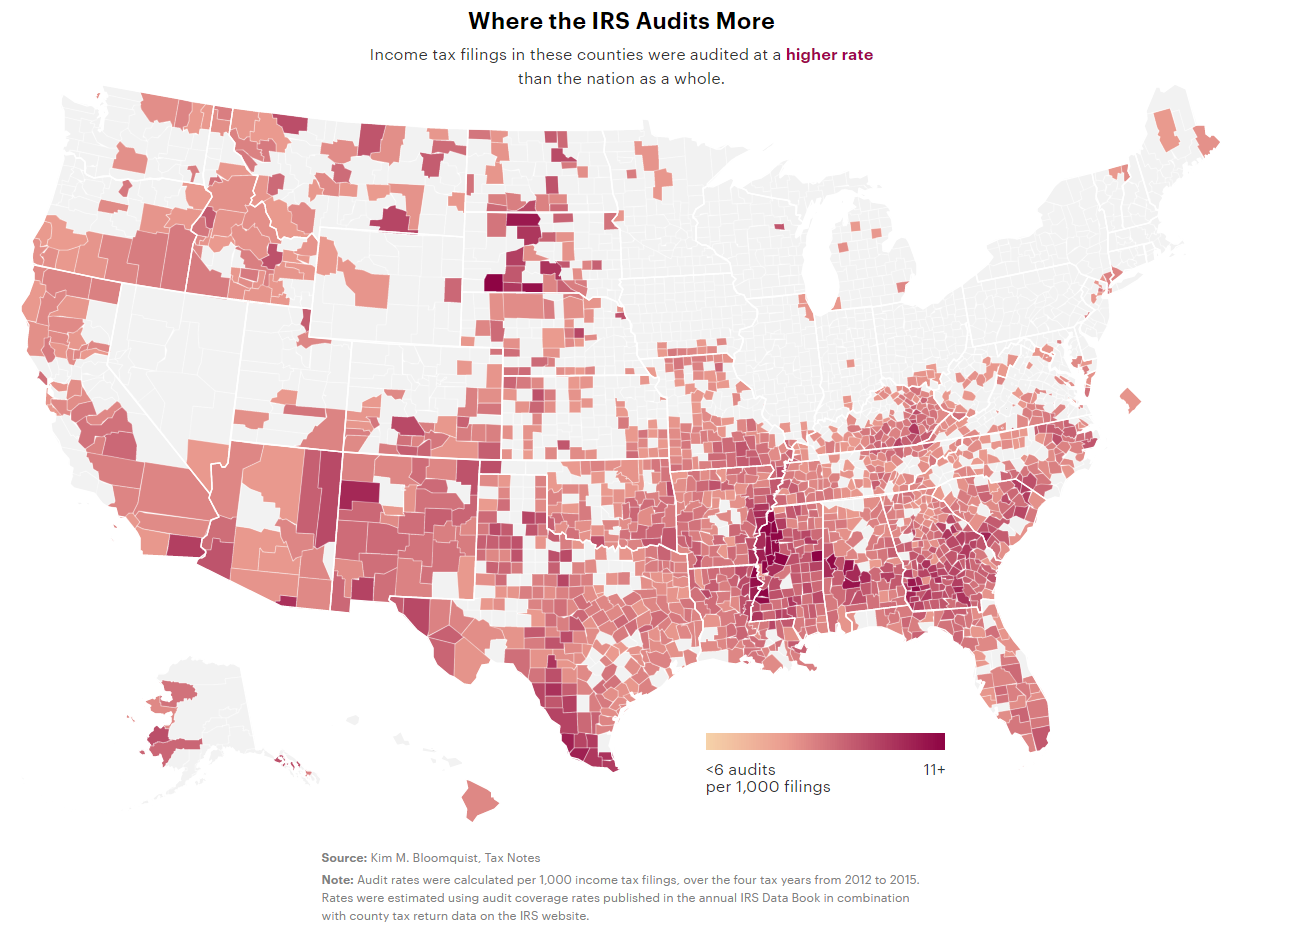 Where the IRS Audits More
Income tax filings in these counties were audited at a higher rate
than the nation as a whole.
<6 audits
per 1,000 filings
11+
Source: Kim M. Bloomquist, Tax Notes
Note: Audit rates were calculated per 1,000 income tax filings, over the four tax years from 2012 to 2015.
Rates were estimated using audit coverage rates published in the annual IRS Data Book in combination
with county tax return data on the IRS website.